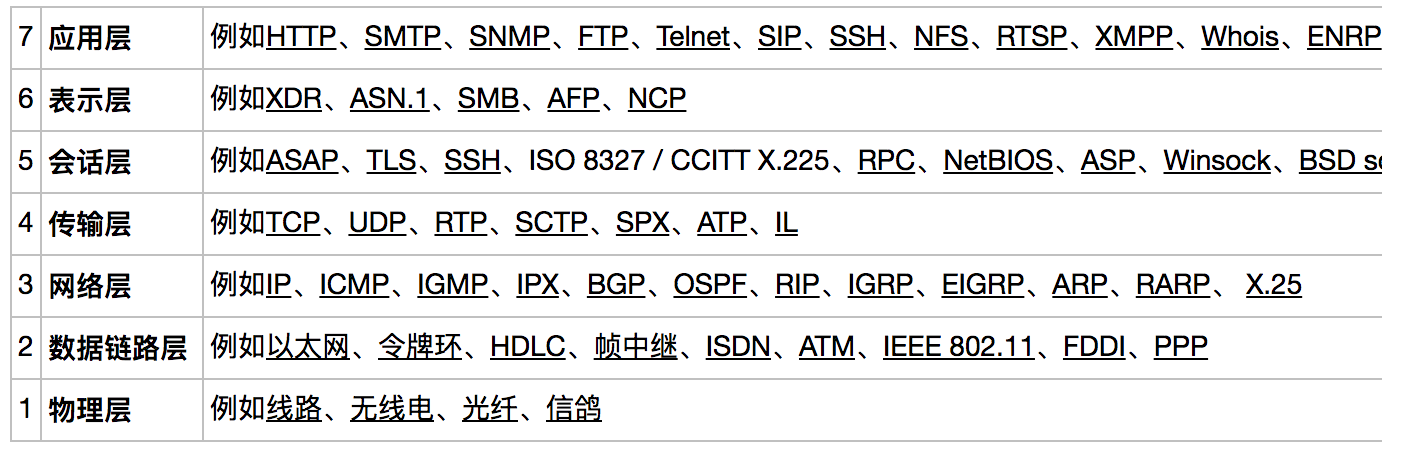 7 应用层 例如HTTP、SMTP、SNMP、FTP、Telnet、SIP、SSH、NFS、RTSP、XMPP、Whois、ENRP
6 表示层 例如XDR、ASN.1、SMB、AFP、NCP
5 会话层 例如ASAP、TLS、SSH、ISO 8327 / CCITT X.225、RPC、NetBIOS、ASP、Winsock、BSD
4 传输层 例如TCP、UDP、RTP、SCTP、SPX、ATP、IL
3 网络层 例如IP、ICMP、IGMP、IPX、BGP、OSPF、RIP、IGRP、EIGRP、ARP、RARP、 X.25
2 数据链路层 例如以太网、令牌环、HDLC、帧中继、ISDN、ATM、IEEE 802.11、FDDI、PPP
1 物理层 例如线路、无线电、光纤、信鸽